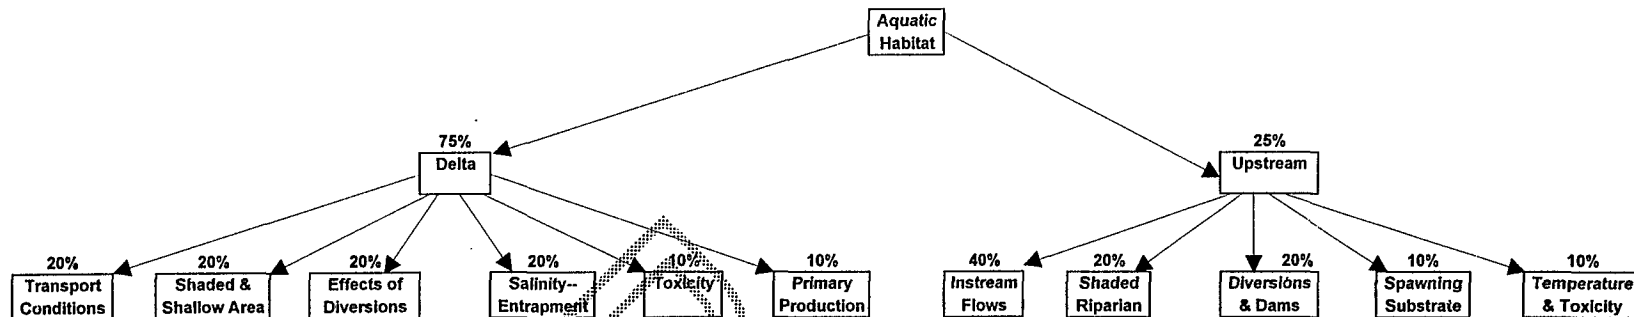 Aquatic
Habitat
75%
Delta
25%
Upstream
20%
Transport
Conditions
20%
Shaded &
Shallow Area
20%
Effects of
Diversions
20%
Salinity--
Entrapment
10%
Toxicity
10%
Primary
Production
40%
Instream
Flows
20%
Shaded
Riparian
20%
Diversions
& Dams
10%
Spawning
Substrate
10%
Temperature
& Toxicity